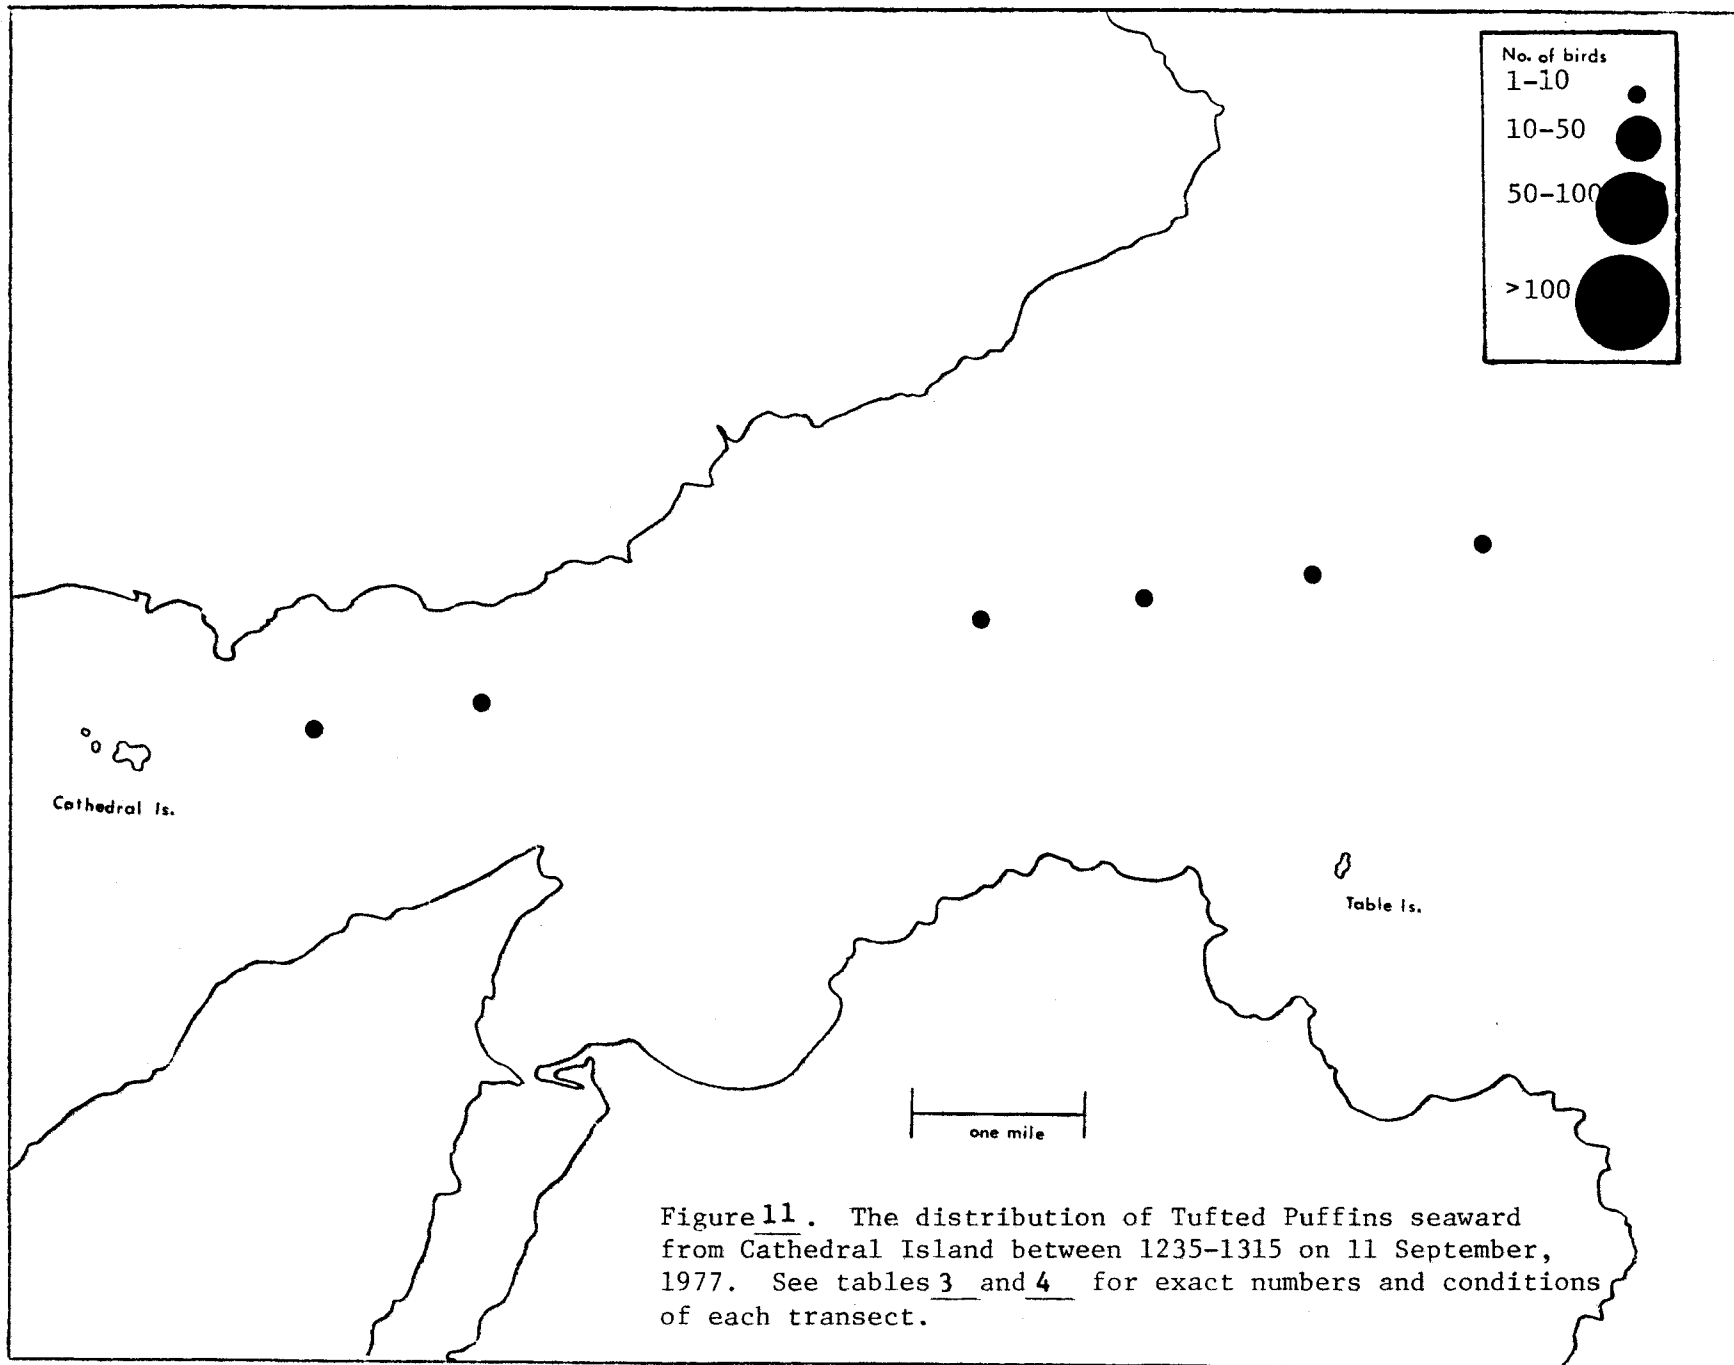 No. of birds
1-10
10-50
50-100
>100
Cathedral Is.
Table Is.
one mile
Figure 11. The distribution of Tufted Puffins seaward
from Cathedral Island between 1235-1315 on 11 September,
1977. See tables 3 and 4 for exact numbers and conditions
of each transect.